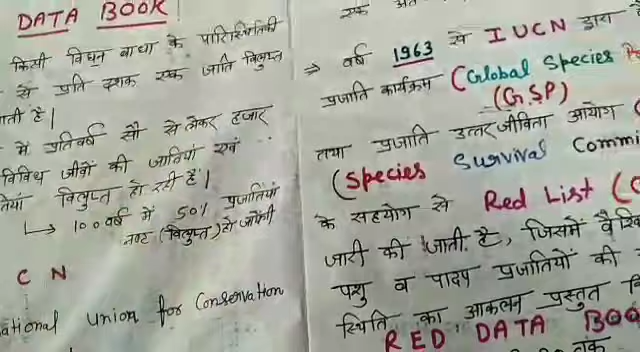 DATA BOOK
किसी विघ्न बाधा के पारिस्थितिकी
से प्रति दशक एक जाति विलुप्त
है।
में प्रतिवर्ष सौ से लेकर हजार
विविध जीवों की जातियां एवं
विलुप्त हो रही हैं।
100 वर्ष में 50% प्रजातियां
नष्ट (विलुप्त) हो जायेंगी
C N
ational union for Conservation
⇒ वर्ष 1963 से IUCN द्वारा
प्रजाति कार्यक्रम (Global Species
(G.S.P)
तथा प्रजाति उत्तरजीविता आयोग
(Species Survival Commi
के सहयोग से Red List (
जारी की जाती है, जिसमें वैश्वि
पशु व पादप प्रजातियों की
स्थिति का आकलन प्रस्तुत
RED DATA BOO